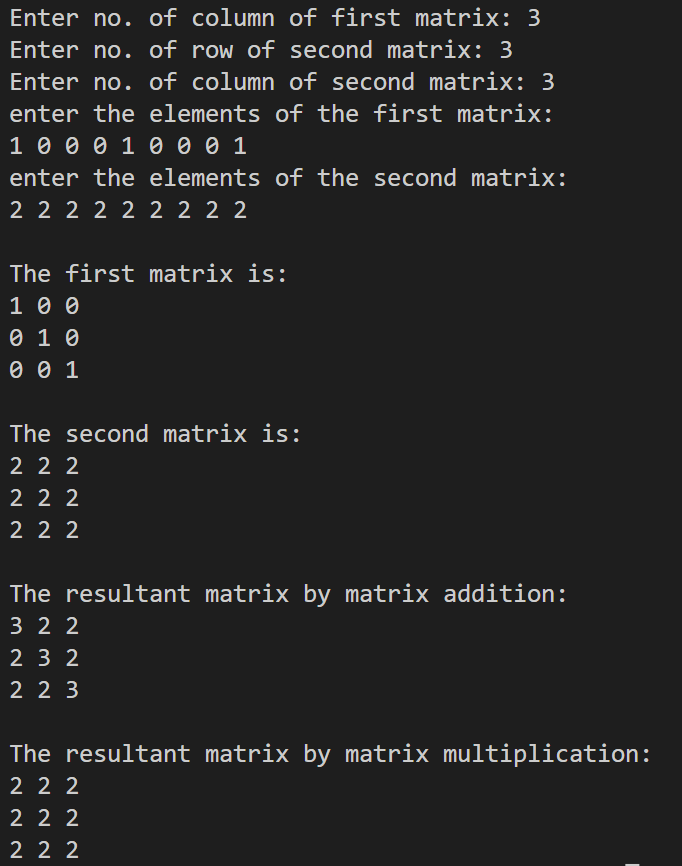 Enter no. of column of first matrix: 3
Enter no. of row of second matrix: 3
Enter no. of column of second matrix: 3
enter the elements of the first matrix:
1 0 0 0 1 0 0 0 1
enter the elements of the second matrix:
2 2 2 2 2 2 2 2 2
The first matrix is:
1 0 0
0 1 0
0 0 1
The second matrix is:
2 2 2
2 2 2
2 2 2
The resultant matrix by matrix addition:
3 2 2
2 3 2
2 2 3
The resultant matrix by matrix multiplication:
2 2 2
2 2 2
2 2 2